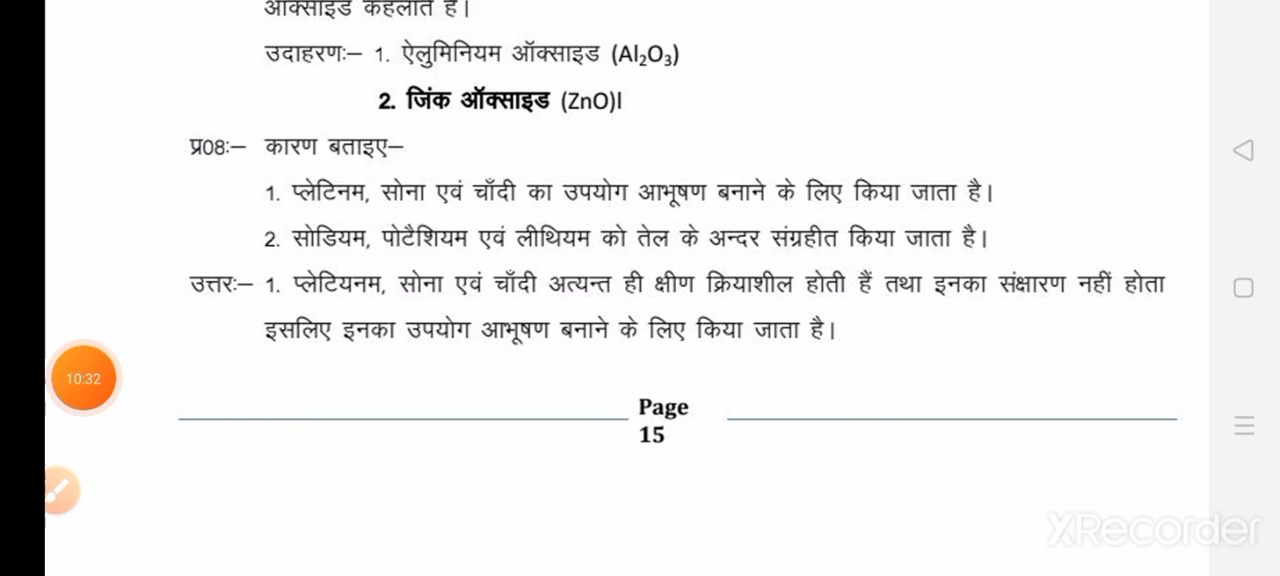 ऑक्साइड कहलाते हैं।
उदाहरणः– 1. ऐलुमिनियम ऑक्साइड (Al₂O₃)
2. जिंक ऑक्साइड (ZnO)I
प्र08ः– कारण बताइए–
1. प्लेटिनम, सोना एवं चाँदी का उपयोग आभूषण बनाने के लिए किया जाता है।
2. सोडियम, पोटैशियम एवं लीथियम को तेल के अन्दर संग्रहीत किया जाता है।
उत्तरः– 1. प्लेटियनम, सोना एवं चाँदी अत्यन्त ही क्षीण क्रियाशील होती हैं तथा इनका संक्षारण नहीं होता
इसलिए इनका उपयोग आभूषण बनाने के लिए किया जाता है।
10:32
Page
15
XRecorder